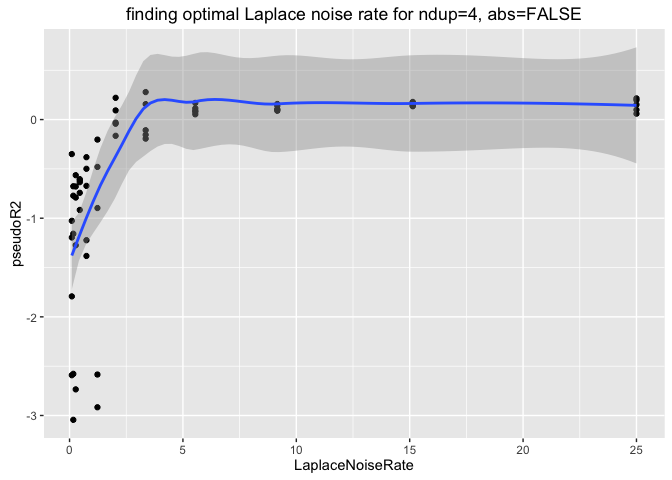 finding optimal Laplace noise rate for ndup=4, abs=FALSE
0
-1
-2
-3
pseudoR2
0 5 10 15 20 25
LaplaceNoiseRate